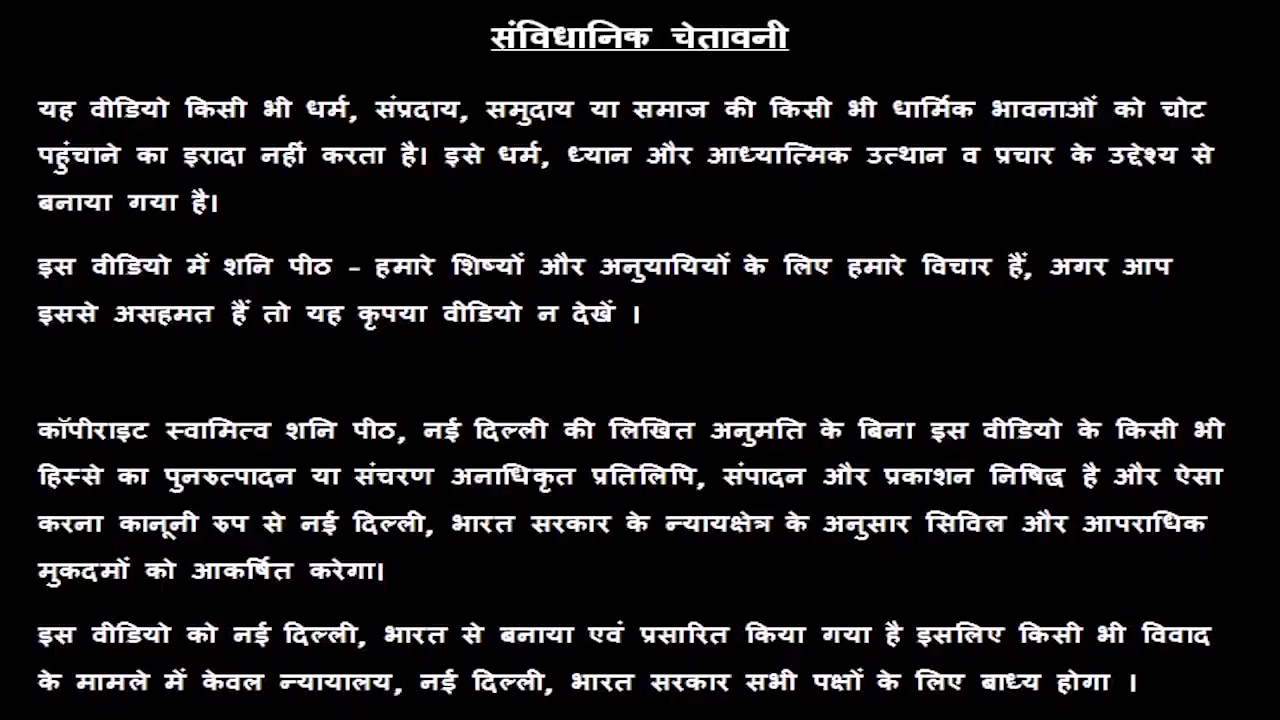 संविधानिक चेतावनी
यह वीडियो किसी भी धर्म, संप्रदाय, समुदाय या समाज की किसी भी धार्मिक भावनाओं को चोट
पहुंचाने का इरादा नहीं करता है। इसे धर्म, ध्यान और आध्यात्मिक उत्थान व प्रचार के उद्देश्य से
बनाया गया है।
इस वीडियो में शनि पीठ – हमारे शिष्यों और अनुयायियों के लिए हमारे विचार हैं, अगर आप
इससे असहमत हैं तो यह कृपया वीडियो न देखें ।
कॉपीराइट स्वामित्व शनि पीठ, नई दिल्ली की लिखित अनुमति के बिना इस वीडियो के किसी भी
हिस्से का पुनरुत्पादन या संचरण अनाधिकृत प्रतिलिपि, संपादन और प्रकाशन निषिद्ध है और ऐसा
करना कानूनी रुप से नई दिल्ली, भारत सरकार के न्यायक्षेत्र के अनुसार सिविल और आपराधिक
मुकदमों को आकर्षित करेगा।
इस वीडियो को नई दिल्ली, भारत से बनाया एवं प्रसारित किया गया है इसलिए किसी भी विवाद
के मामले में केवल न्यायालय, नई दिल्ली, भारत सरकार सभी पक्षों के लिए बाध्य होगा ।